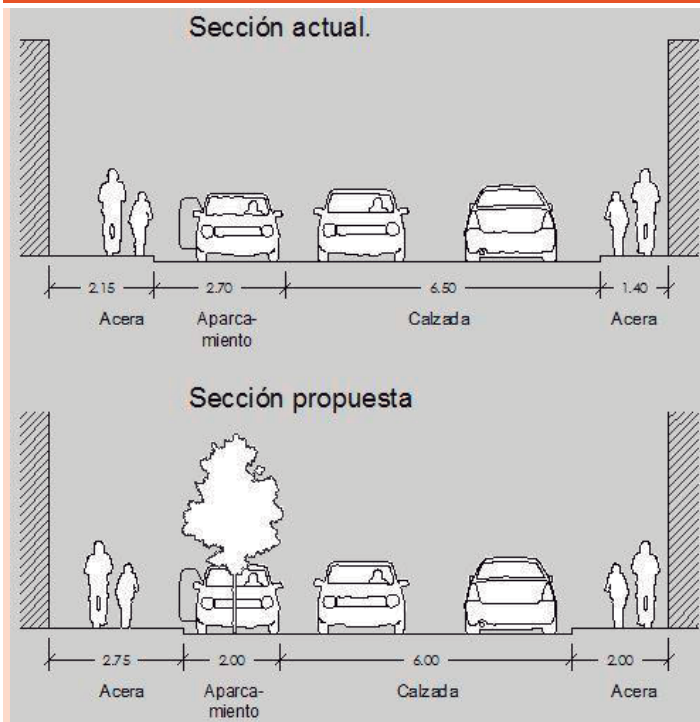 Sección actual.
2.15 2.70 6.50 1.40
Acera Aparca- Calzada Acera
miento
Sección propuesta
2.75 2.00 6.00 2.00
Acera Aparca- Calzada Acera
miento